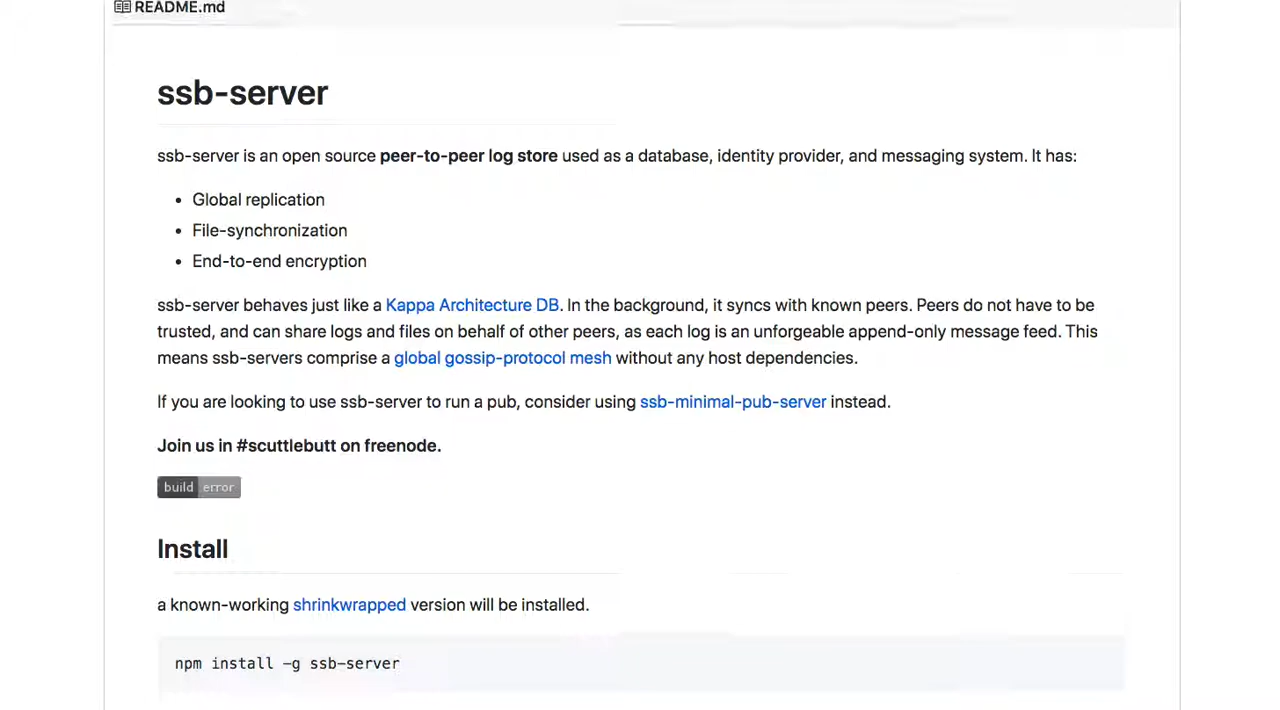 README.md
ssb-server
ssb-server is an open source peer-to-peer log store used as a database, identity provider, and messaging system. It has:
• Global replication
• File-synchronization
• End-to-end encryption
ssb-server behaves just like a Kappa Architecture DB. In the background, it syncs with known peers. Peers do not have to be
trusted, and can share logs and files on behalf of other peers, as each log is an unforgeable append-only message feed. This
means ssb-servers comprise a global gossip-protocol mesh without any host dependencies.
If you are looking to use ssb-server to run a pub, consider using ssb-minimal-pub-server instead.
Join us in #scuttlebutt on freenode.
build error
Install
a known-working shrinkwrapped version will be installed.
npm install -g ssb-server